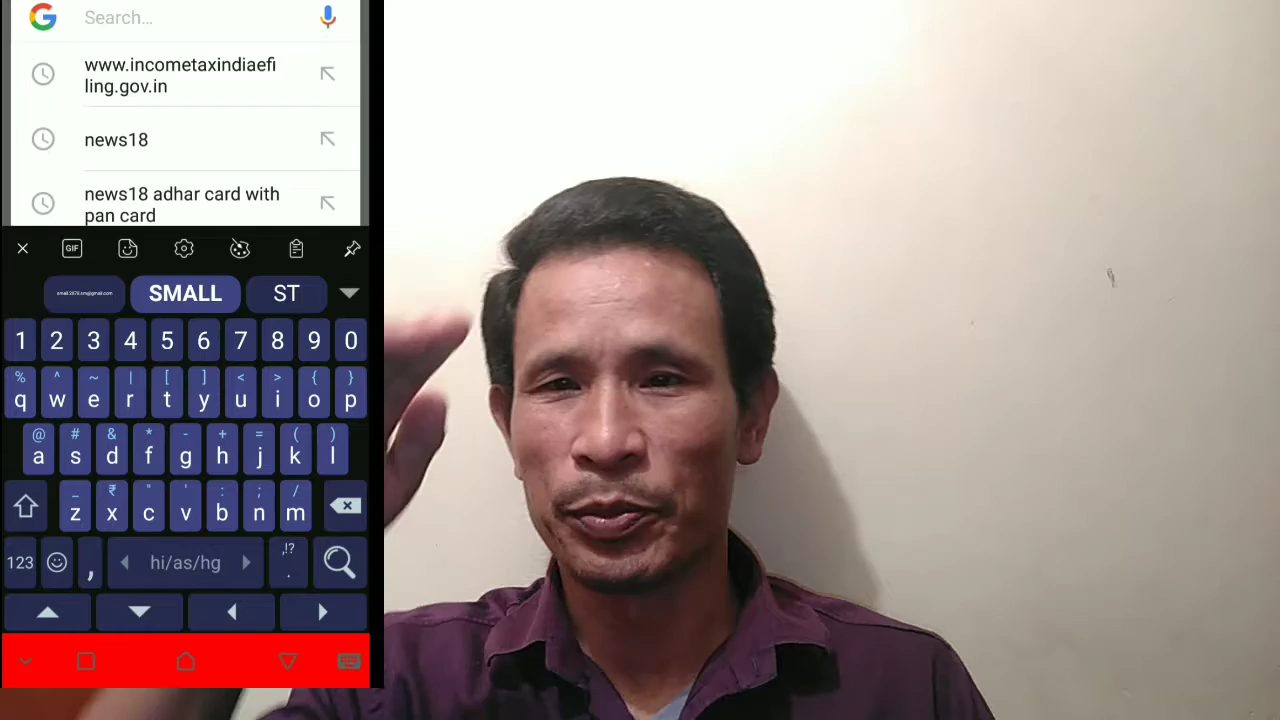 Search...
www.incometaxindiaefi
ling.gov.in
news18
news18 adhar card with
pan card
GIF
SMALL ST
1 2 3 4 5 6 7 8 9 0
% ^ ~ | [ ] < > { }
q w e r t y u i o p
@ # & * - + = ( )
a s d f g h j k l
_ ₹ " ' : ; /
z x c v b n m
123 , hi/as/hg ,!? .